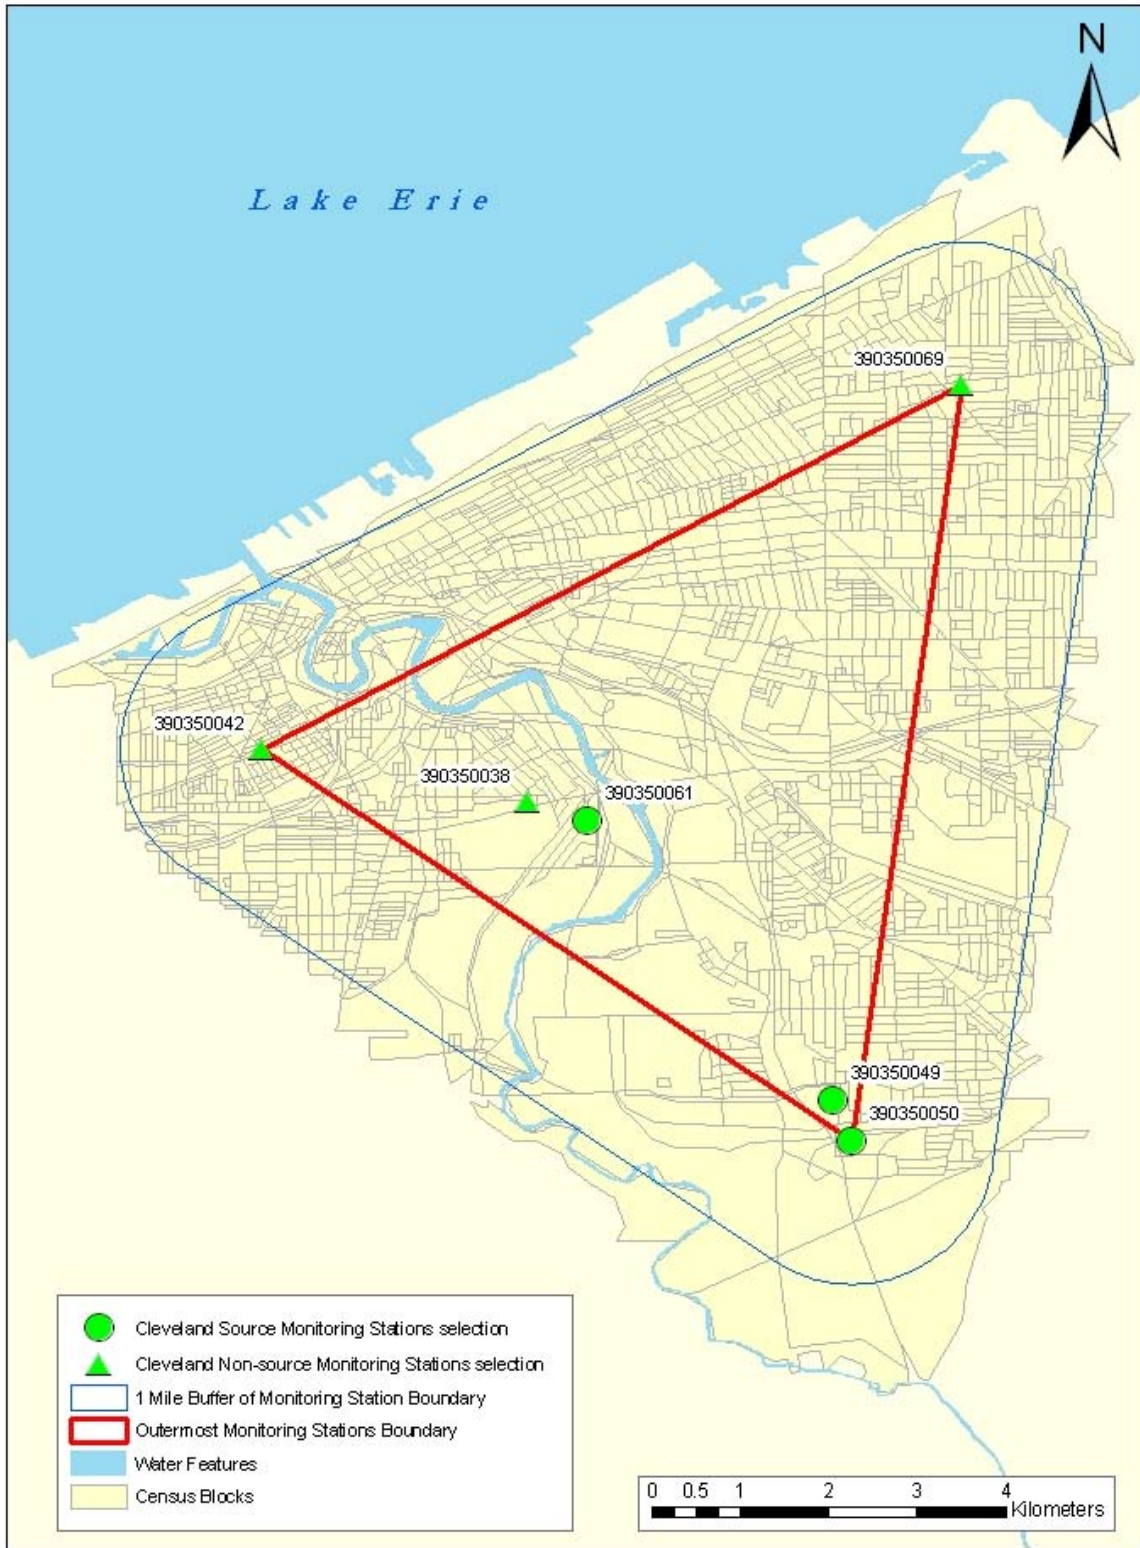 N
Lake Erie
390350069
390350042
390350038
390350061
390350049
390350050
Cleveland Source Monitoring Stations selection
Cleveland Non-source Monitoring Stations selection
1 Mile Buffer of Monitoring Station Boundary
Outermost Monitoring Stations Boundary
Water Features
Census Blocks
0 0.5 1 2 3 4
Kilometers